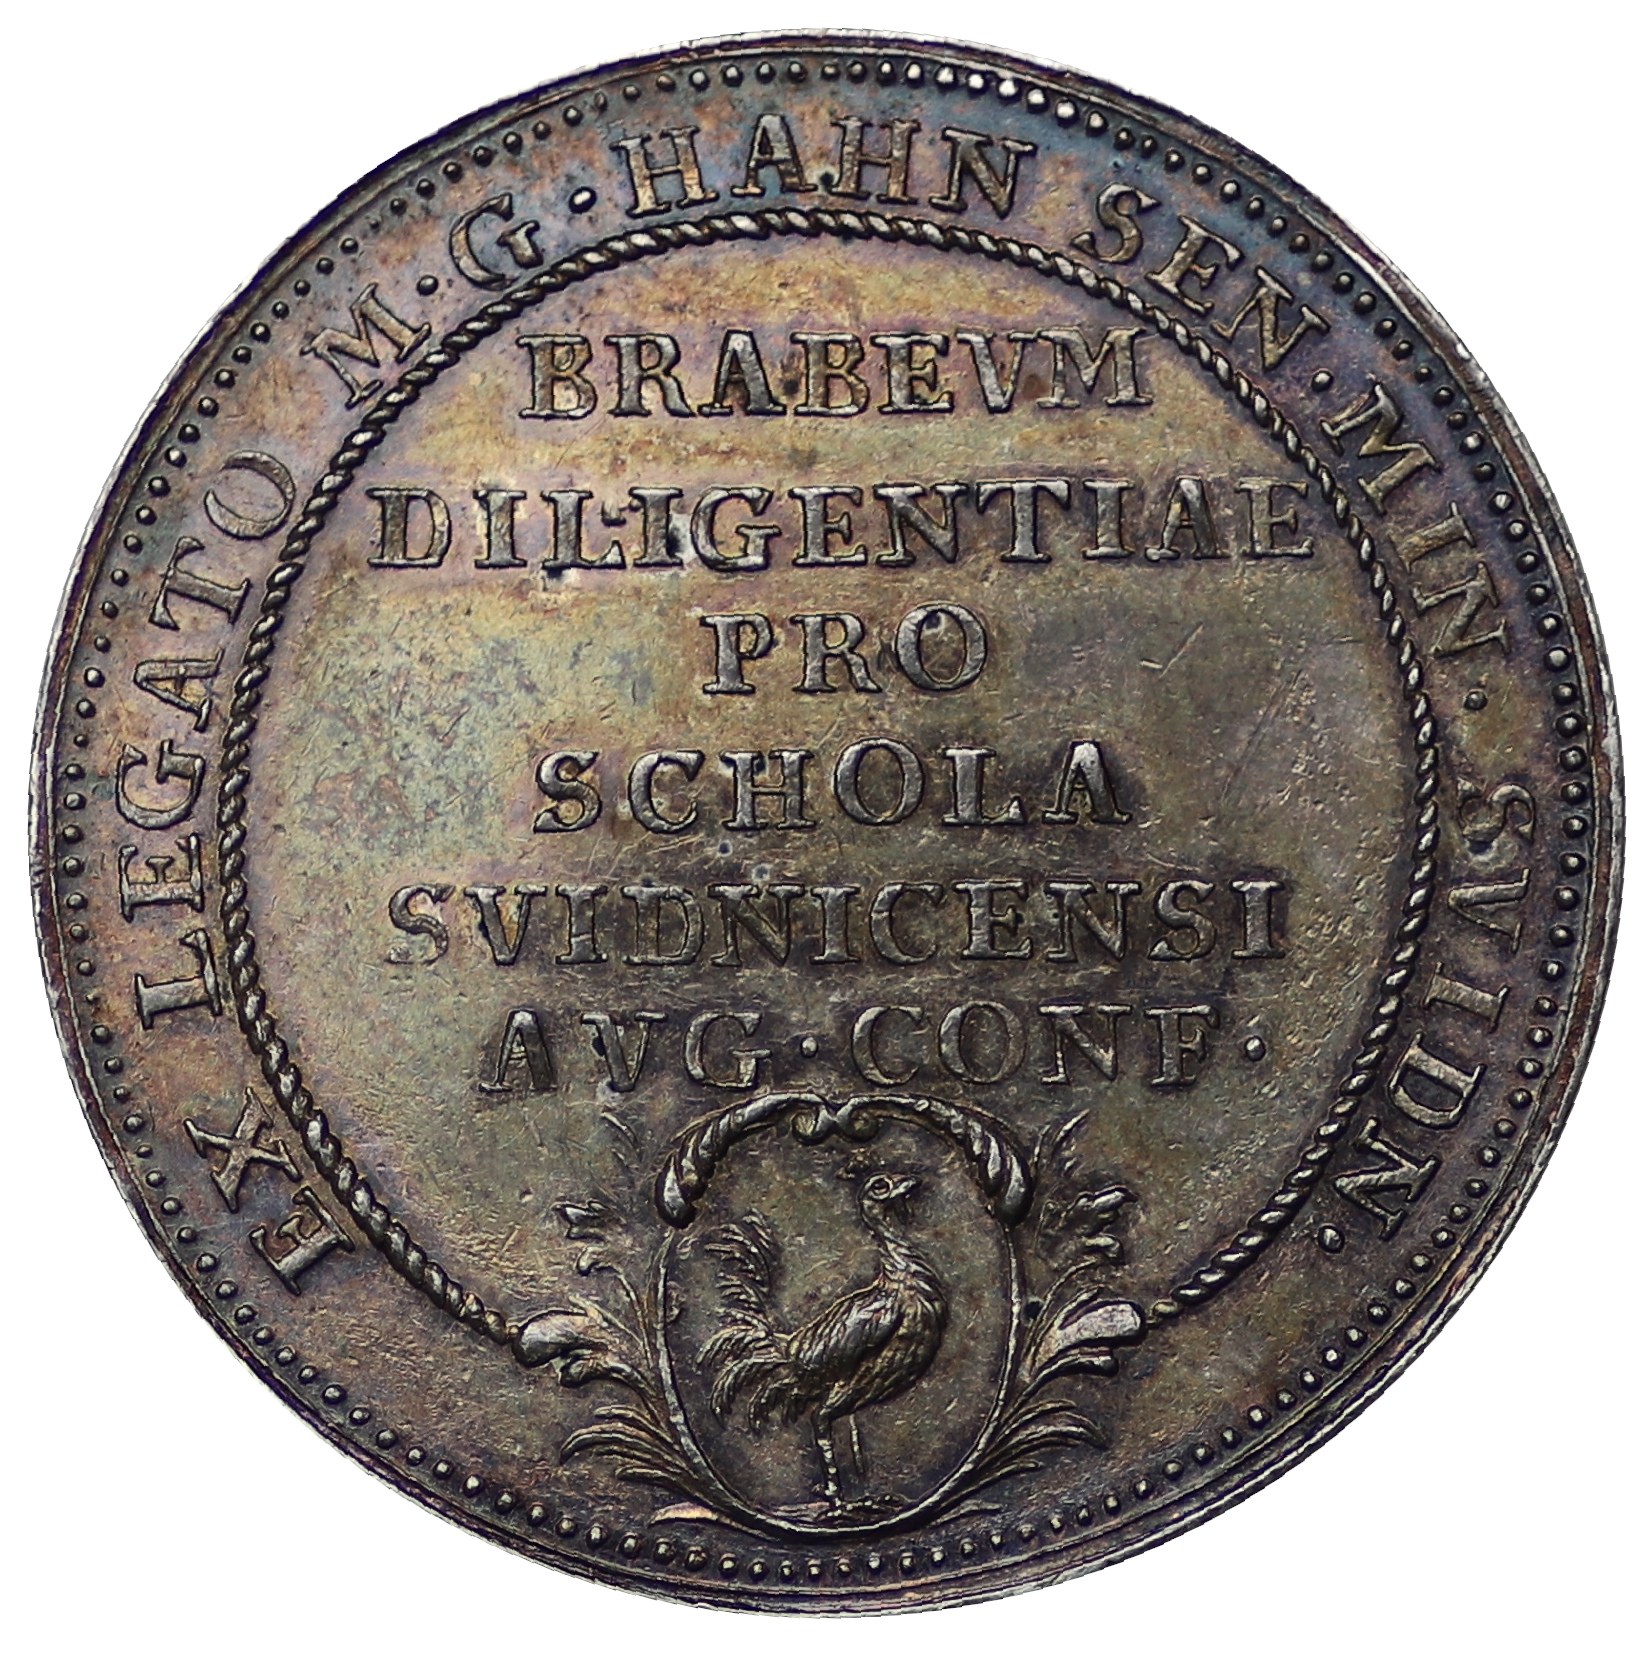 EX LEGATO M · G · HAHN SEN · MIN · SVIDN ·
BRABEVM
DILIGENTIAE
PRO
SCHOLA
SVIDNICENSI
AVG · CONF ·